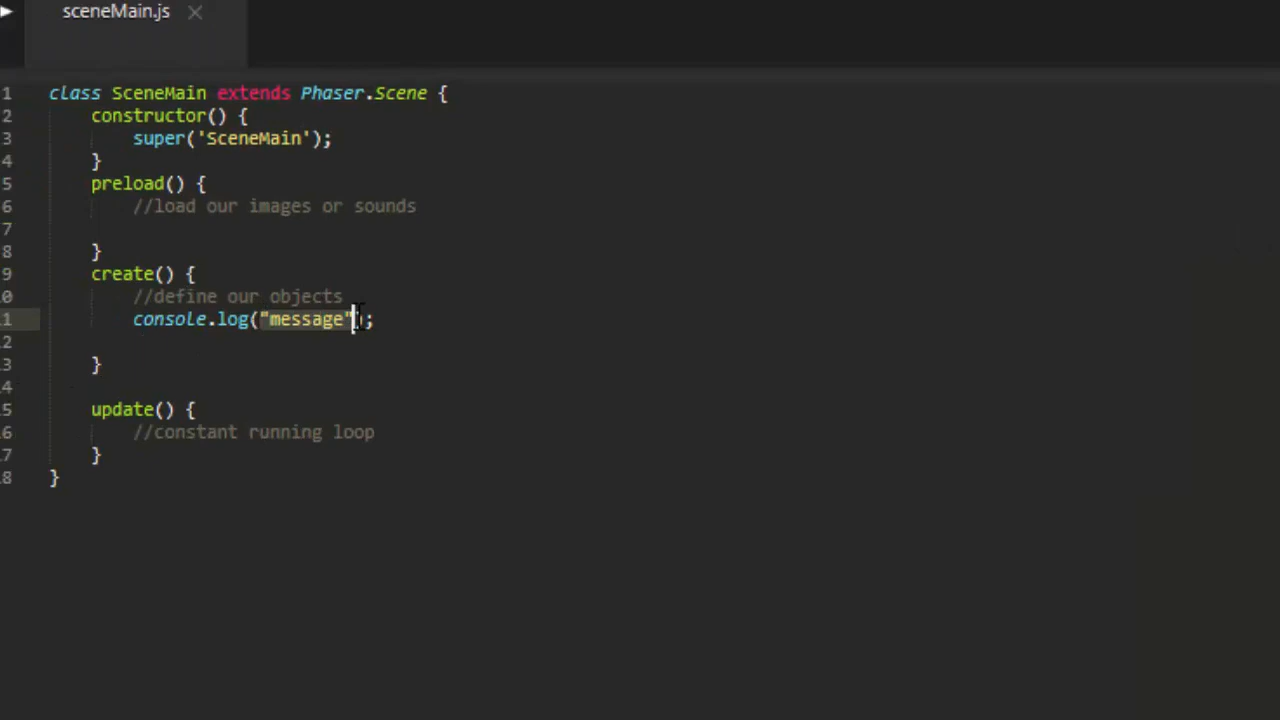 sceneMain.js ×
1 class SceneMain extends Phaser.Scene {
2 constructor() {
3 super('SceneMain');
4 }
5 preload() {
6 //load our images or sounds
7
8 }
9 create() {
0 //define our objects
1 console.log("message");
2
3 }
4
5 update() {
6 //constant running loop
7 }
8 }